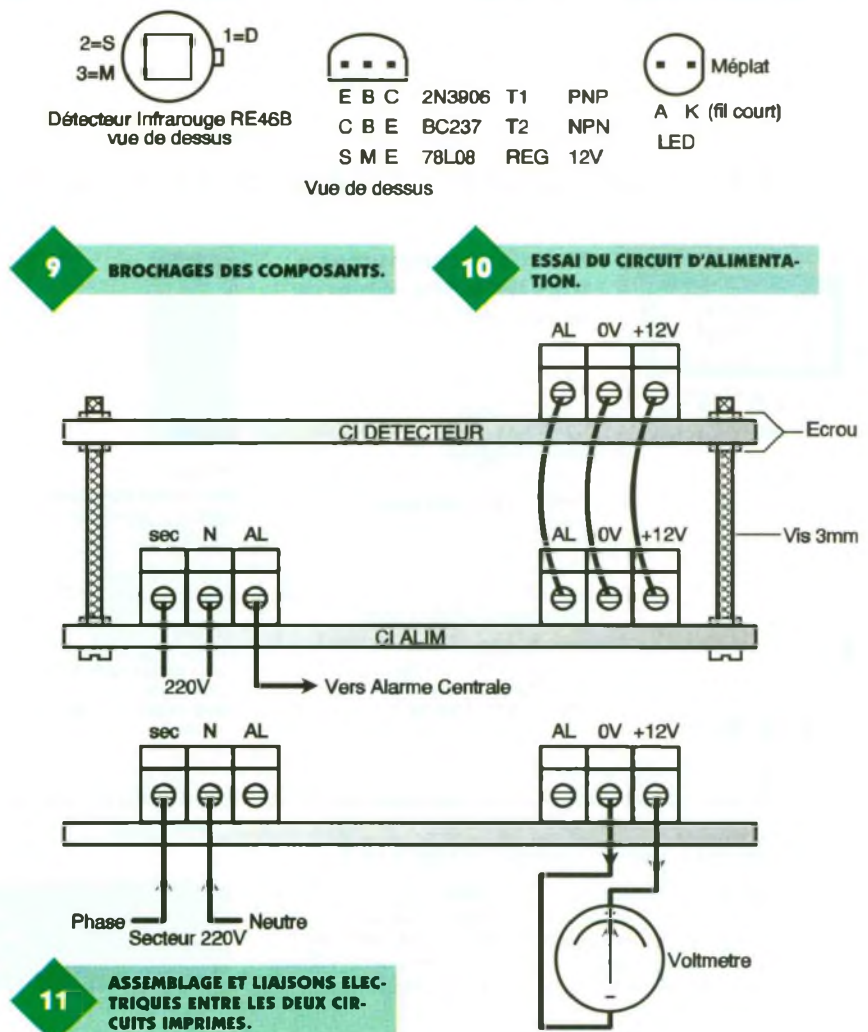 2=S 1=D
3=M
Détecteur Infrarouge RE46B
vue de dessus
E B C 2N3906 T1 PNP
C B E BC237 T2 NPN
S M E 78L08 REG 12V
Vue de dessus
Méplat
A K (fil court)
LED
9 BROCHAGES DES COMPOSANTS.
10 ESSAI DU CIRCUIT D'ALIMENTA-
TION.
AL 0V +12V
CI DETECTEUR
Ecrou
sec N AL
AL 0V +12V
Vis 3mm
CI ALIM
220V
Vers Alarme Centrale
sec N AL
AL 0V +12V
Phase
Neutre
Secteur 220V
Voltmetre
-
11 ASSEMBLAGE ET LIAISONS ELEC-
TRIQUES ENTRE LES DEUX CIR-
CUITS IMPRIMES.